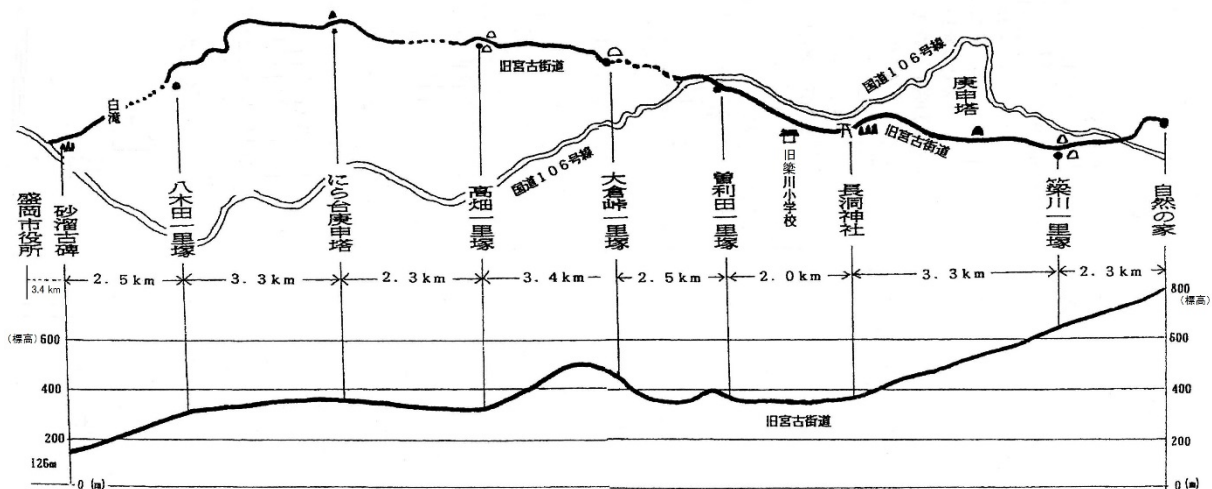 白滝
旧宮古街道
国道106号線
国道106号線
旧宮古街道
庚申塔
旧簗川小学校
盛岡市役所
砂溜古碑
八木田一里塚
にら台庚申塔
高畑一里塚
大倉峠一里塚
曽利田一里塚
長洞神社
簗川一里塚
自然の家
3.4 km
2.5km
3.3km
2.3km
3.4km
2.5km
2.0km
3.3km
2.3km
(標高) 600
400
200
125m
0 (m)
800
(標高)
600
400
200
0 (m)
旧宮古街道